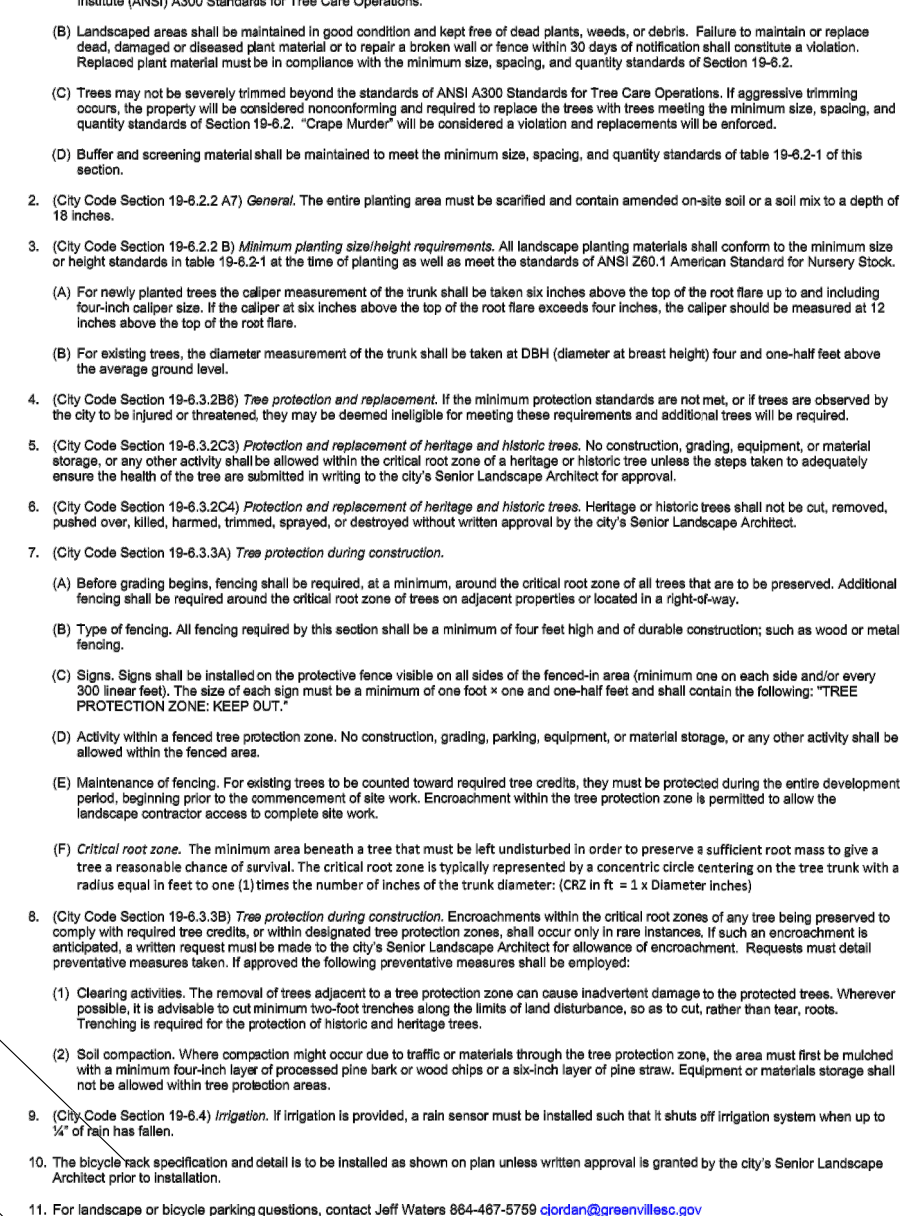 Institute (ANSI) A300 Standards for Tree Care Operations.
(B) Landscaped areas shall be maintained in good condition and kept free of dead plants, weeds, or debris. Failure to maintain or replace
dead, damaged or diseased plant material or to repair a broken wall or fence within 30 days of notification shall constitute a violation.
Replaced plant material must be in compliance with the minimum size, spacing, and quantity standards of Section 19-6.2.
(C) Trees may not be severely trimmed beyond the standards of ANSI A300 Standards for Tree Care Operations. If aggressive trimming
occurs, the property will be considered nonconforming and required to replace the trees with trees meeting the minimum size, spacing, and
quantity standards of Section 19-6.2. "Crape Murder" will be considered a violation and replacements will be enforced.
(D) Buffer and screening material shall be maintained to meet the minimum size, spacing, and quantity standards of table 19-6.2-1 of this
section.
2. (City Code Section 19-6.2.2 A7) General. The entire planting area must be scarified and contain amended on-site soil or a soil mix to a depth of
18 inches.
3. (City Code Section 19-6.2.2 B) Minimum planting size/height requirements. All landscape planting materials shall conform to the minimum size
or height standards in table 19-6.2-1 at the time of planting as well as meet the standards of ANSI Z60.1 American Standard for Nursery Stock.
(A) For newly planted trees the caliper measurement of the trunk shall be taken six inches above the top of the root flare up to and including
four-inch caliper size. If the caliper at six inches above the top of the root flare exceeds four inches, the caliper should be measured at 12
inches above the top of the root flare.
(B) For existing trees, the diameter measurement of the trunk shall be taken at DBH (diameter at breast height) four and one-half feet above
the average ground level.
4. (City Code Section 19-6.3.2B6) Tree protection and replacement. If the minimum protection standards are not met, or if trees are observed by
the city to be injured or threatened, they may be deemed ineligible for meeting these requirements and additional trees will be required.
5. (City Code Section 19-6.3.2C3) Protection and replacement of heritage and historic trees. No construction, grading, equipment, or material
storage, or any other activity shall be allowed within the critical root zone of a heritage or historic tree unless the steps taken to adequately
ensure the health of the tree are submitted in writing to the city's Senior Landscape Architect for approval.
6. (City Code Section 19-6.3.2C4) Protection and replacement of heritage and historic trees. Heritage or historic trees shall not be cut, removed,
pushed over, killed, harmed, trimmed, sprayed, or destroyed without written approval by the city's Senior Landscape Architect.
7. (City Code Section 19-6.3.3A) Tree protection during construction.
(A) Before grading begins, fencing shall be required, at a minimum, around the critical root zone of all trees that are to be preserved. Additional
fencing shall be required around the critical root zone of trees on adjacent properties or located in a right-of-way.
(B) Type of fencing. All fencing required by this section shall be a minimum of four feet high and of durable construction; such as wood or metal
fencing.
(C) Signs. Signs shall be installed on the protective fence visible on all sides of the fenced-in area (minimum one on each side and/or every
300 linear feet). The size of each sign must be a minimum of one foot × one and one-half feet and shall contain the following: "TREE
PROTECTION ZONE: KEEP OUT."
(D) Activity within a fenced tree protection zone. No construction, grading, parking, equipment, or material storage, or any other activity shall be
allowed within the fenced area.
(E) Maintenance of fencing. For existing trees to be counted toward required tree credits, they must be protected during the entire development
period, beginning prior to the commencement of site work. Encroachment within the tree protection zone is permitted to allow the
landscape contractor access to complete site work.
(F) Critical root zone. The minimum area beneath a tree that must be left undisturbed in order to preserve a sufficient root mass to give a
tree a reasonable chance of survival. The critical root zone is typically represented by a concentric circle centering on the tree trunk with a
radius equal in feet to one (1) times the number of inches of the trunk diameter: (CRZ in ft = 1 x Diameter inches)
8. (City Code Section 19-6.3.3B) Tree protection during construction. Encroachments within the critical root zones of any tree being preserved to
comply with required tree credits, or within designated tree protection zones, shall occur only in rare instances. If such an encroachment is
anticipated, a written request must be made to the city's Senior Landscape Architect for allowance of encroachment. Requests must detail
preventative measures taken. If approved the following preventative measures shall be employed:
(1) Clearing activities. The removal of trees adjacent to a tree protection zone can cause inadvertent damage to the protected trees. Wherever
possible, it is advisable to cut minimum two-foot trenches along the limits of land disturbance, so as to cut, rather than tear, roots.
Trenching is required for the protection of historic and heritage trees.
(2) Soil compaction. Where compaction might occur due to traffic or materials through the tree protection zone, the area must first be mulched
with a minimum four-inch layer of processed pine bark or wood chips or a six-inch layer of pine straw. Equipment or materials storage shall
not be allowed within tree protection areas.
9. (City Code Section 19-6.4) Irrigation. If irrigation is provided, a rain sensor must be installed such that it shuts off irrigation system when up to
¼" of rain has fallen.
10. The bicycle rack specification and detail is to be installed as shown on plan unless written approval is granted by the city's Senior Landscape
Architect prior to installation.
11. For landscape or bicycle parking questions, contact Jeff Waters 864-467-5759 cjordan@greenvillesc.gov